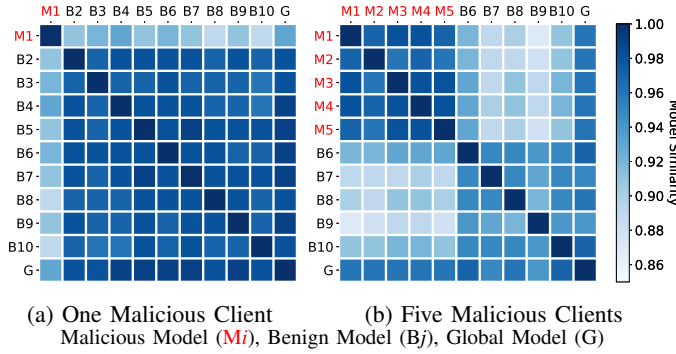 M1 B2 B3 B4 B5 B6 B7 B8 B9 B10 G
M1
B2
B3
B4
B5
B6
B7
B8
B9
B10
G
M1 M2 M3 M4 M5 B6 B7 B8 B9 B10 G
M1
M2
M3
M4
M5
B6
B7
B8
B9
B10
G
1.00
0.98
0.96
0.94
0.92
0.90
0.88
0.86
Model Similarity
(a) One Malicious Client
(b) Five Malicious Clients
Malicious Model (Mi), Benign Model (Bj), Global Model (G)